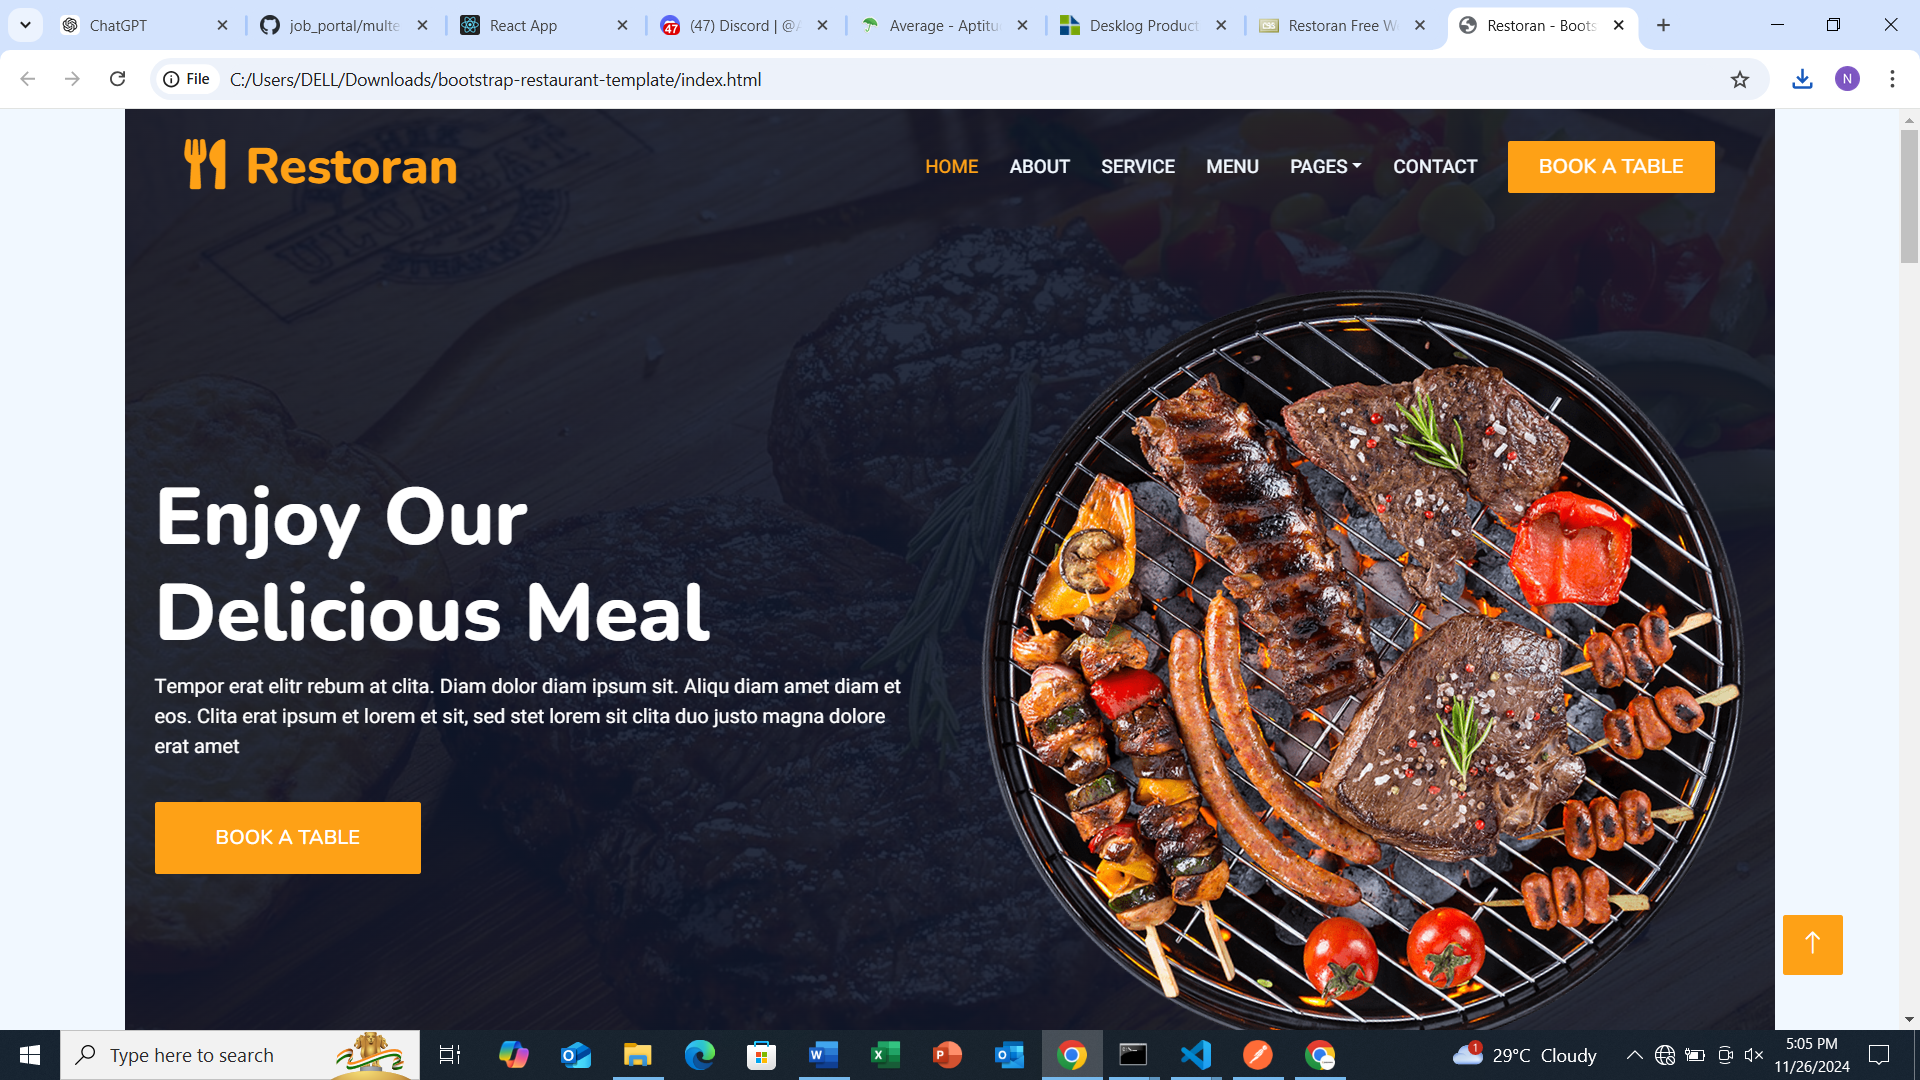 ChatGPT
job_portal/multe
React App
(47) Discord | @A
Average - Aptitu
Desklog Product
Restoran Free W
Restoran - Boots
File
C:/Users/DELL/Downloads/bootstrap-restaurant-template/index.html
N
Restoran
HOME
ABOUT
SERVICE
MENU
PAGES
CONTACT
BOOK A TABLE
Enjoy Our
Delicious Meal
Tempor erat elitr rebum at clita. Diam dolor diam ipsum sit. Aliqu diam amet diam et
eos. Clita erat ipsum et lorem et sit, sed stet lorem sit clita duo justo magna dolore
erat amet
BOOK A TABLE
Type here to search
1
29°C Cloudy
5:05 PM
11/26/2024